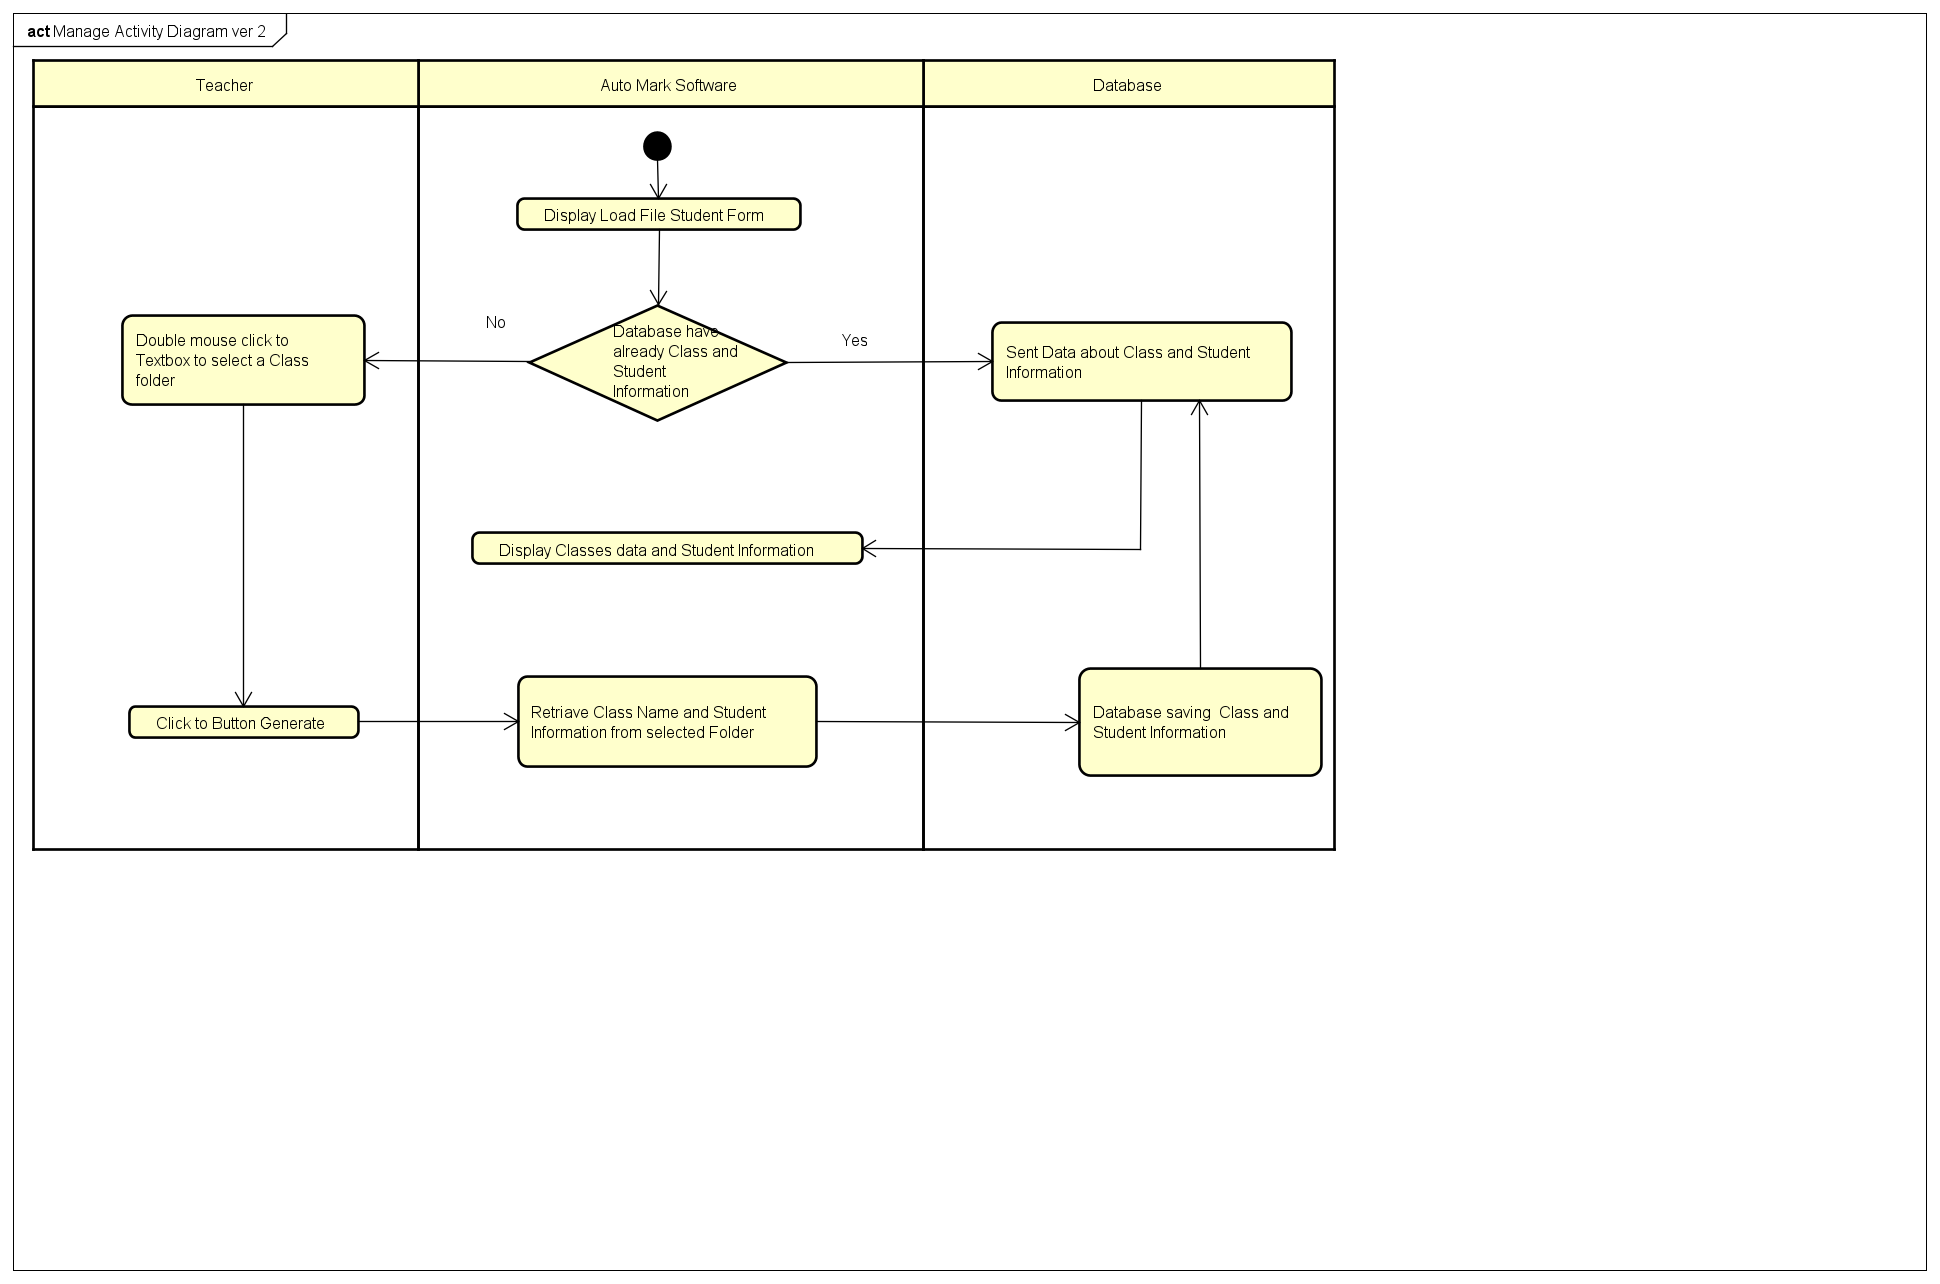 act Manage Activity Diagram ver 2
Teacher
Auto Mark Software
Database
Display Load File Student Form
No
Yes
Double mouse click to
Textbox to select a Class
folder
Database have
already Class and
Student
Information
Sent Data about Class and Student
Information
Display Classes data and Student Information
Click to Button Generate
Retriave Class Name and Student
Information from selected Folder
Database saving  Class and
Student Information